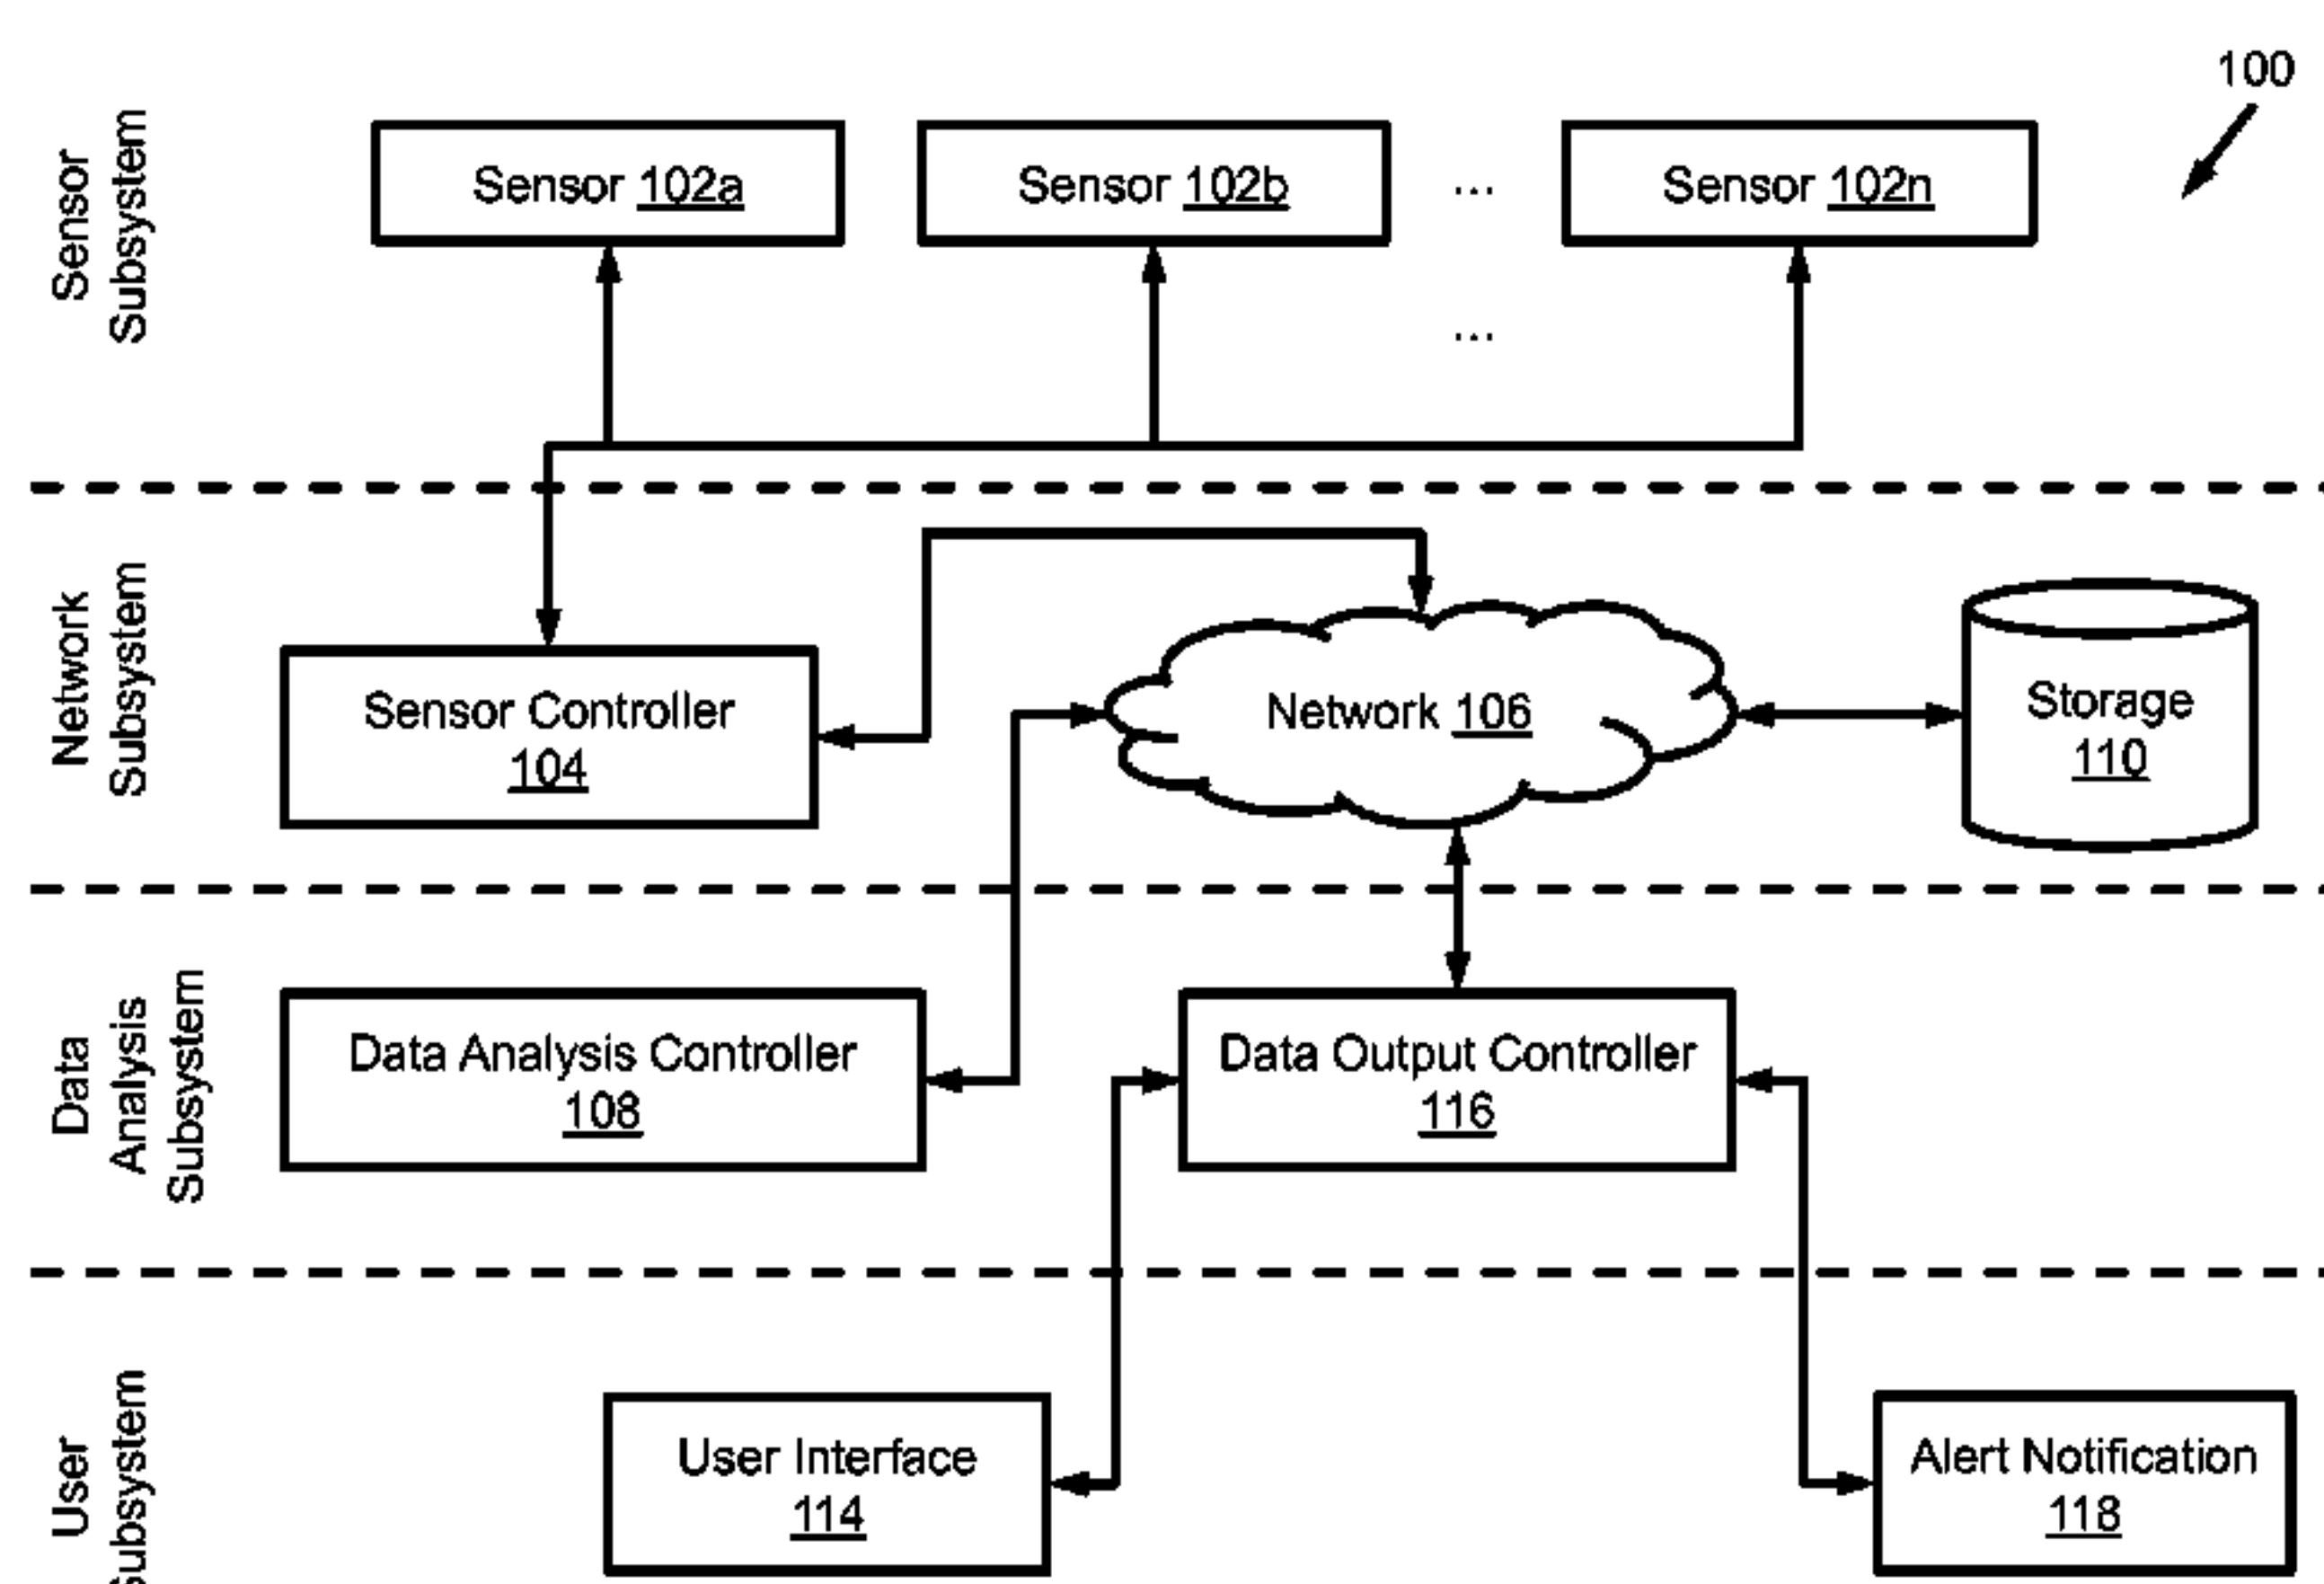 100
Sensor
Subsystem
Sensor 102a
Sensor 102b
...
Sensor 102n
...
Network
Subsystem
Sensor Controller
104
Network 106
Storage
110
Data
Analysis
Subsystem
Data Analysis Controller
108
Data Output Controller
116
User
Subsystem
User Interface
114
Alert Notification
118